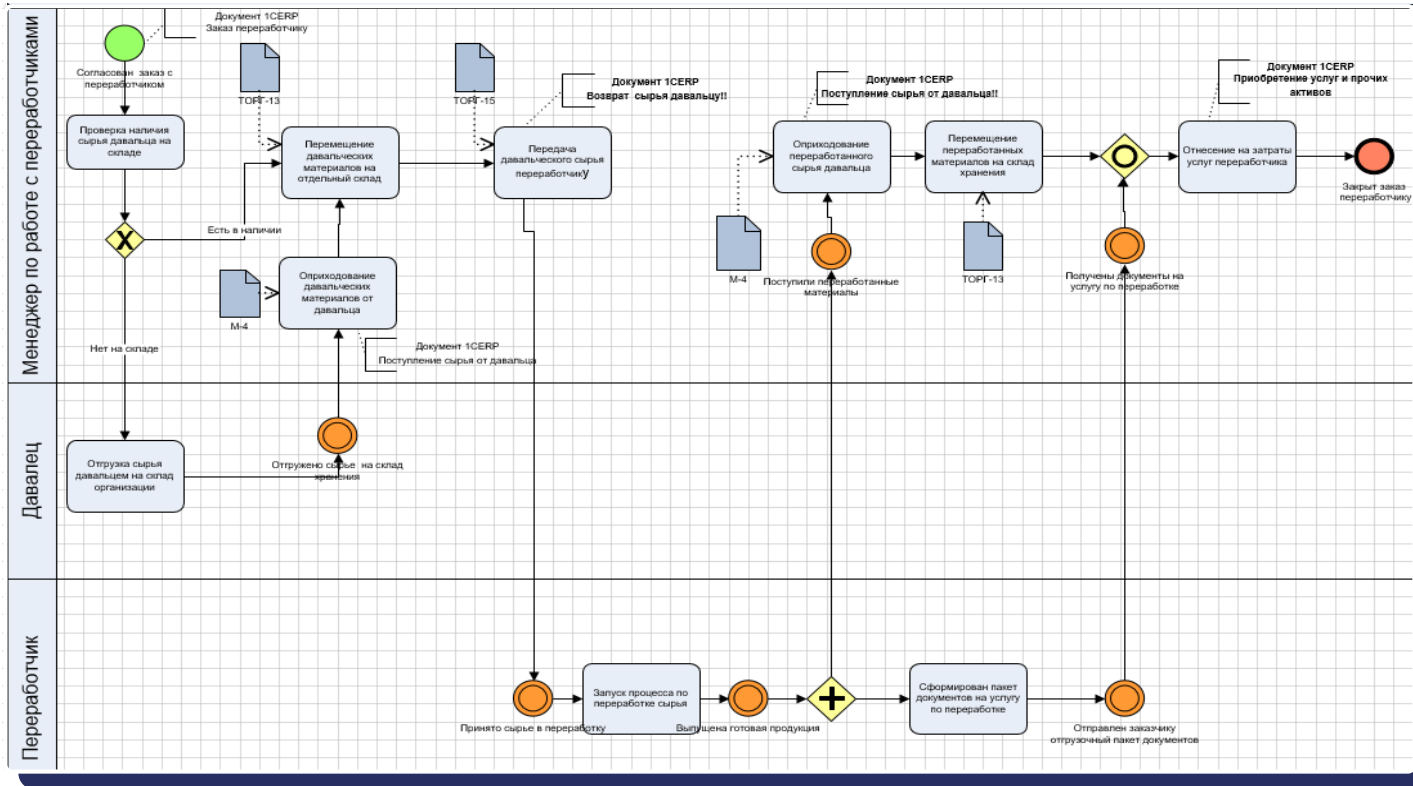 Менеджер по работе с переработчиками
Документ 1СERP
Заказ переработчику
Согласован заказ с
переработчиком
ТОРГ-13
ТОРГ-15
Документ 1СERP
Возврат сырья давальцу!!
Документ 1СERP
Поступление сырья от давальца!!
Документ 1СERP
Приобретение услуг и прочих
активов
Проверка наличия
сырья давальца на
складе
Перемещение
давальческих
материалов на
отдельный склад
Передача
давальческого сырья
переработчику
Оприходование
переработанного
сырья давальца
Перемещение
переработанных
материалов на склад
хранения
Отнесение на затраты
услуг переработчика
Закрыт заказ
переработчику
Есть в наличии
Оприходование
давальческих
материалов от
давальца
М-4
М-4
Поступили переработанные
материалы
ТОРГ-13
Получены документы на
услугу по переработке
Нет на складе
Документ 1СERP
Поступление сырья от давальца
Давалец
Отгрузка сырья
давальцем на склад
организации
Отгружено сырье на склад
хранения
Переработчик
Принято сырье в переработку
Запуск процесса по
переработке сырья
Выпущена готовая продукция
Сформирован пакет
документов на услугу
по переработке
Отправлен заказчику
отгрузочный пакет документов